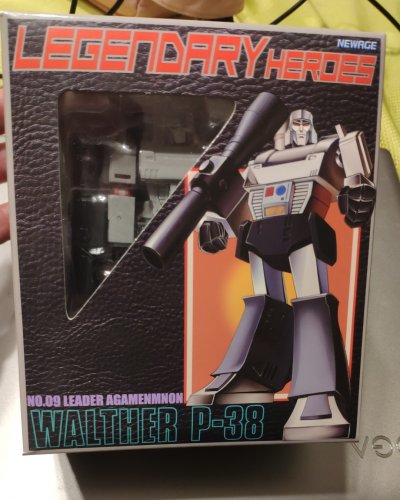 NEWAGE
LEGENDARY HEROES
NO.09 LEADER AGAMENMNON
WALTHER P-38